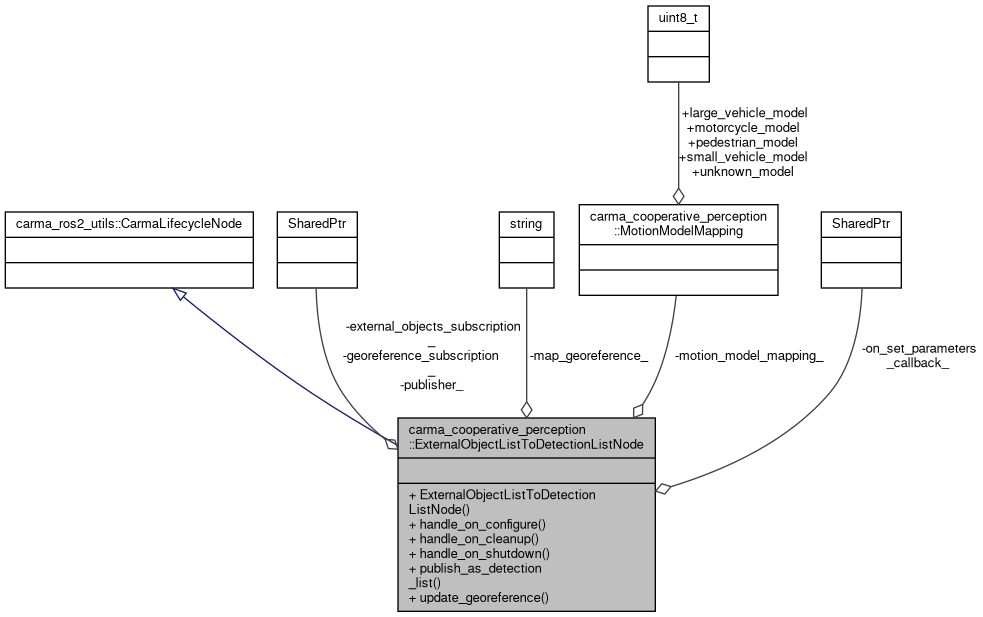 uint8_t
+large_vehicle_model
+motorcycle_model
+pedestrian_model
+small_vehicle_model
+unknown_model
carma_ros2_utils::CarmaLifecycleNode
SharedPtr
string
carma_cooperative_perception
::MotionModelMapping
SharedPtr
-external_objects_subscription
_
-georeference_subscription
_
-publisher_
-map_georeference_
-motion_model_mapping_
-on_set_parameters
_callback_
carma_cooperative_perception
::ExternalObjectListToDetectionListNode
+ ExternalObjectListToDetection
ListNode()
+ handle_on_configure()
+ handle_on_cleanup()
+ handle_on_shutdown()
+ publish_as_detection
_list()
+ update_georeference()